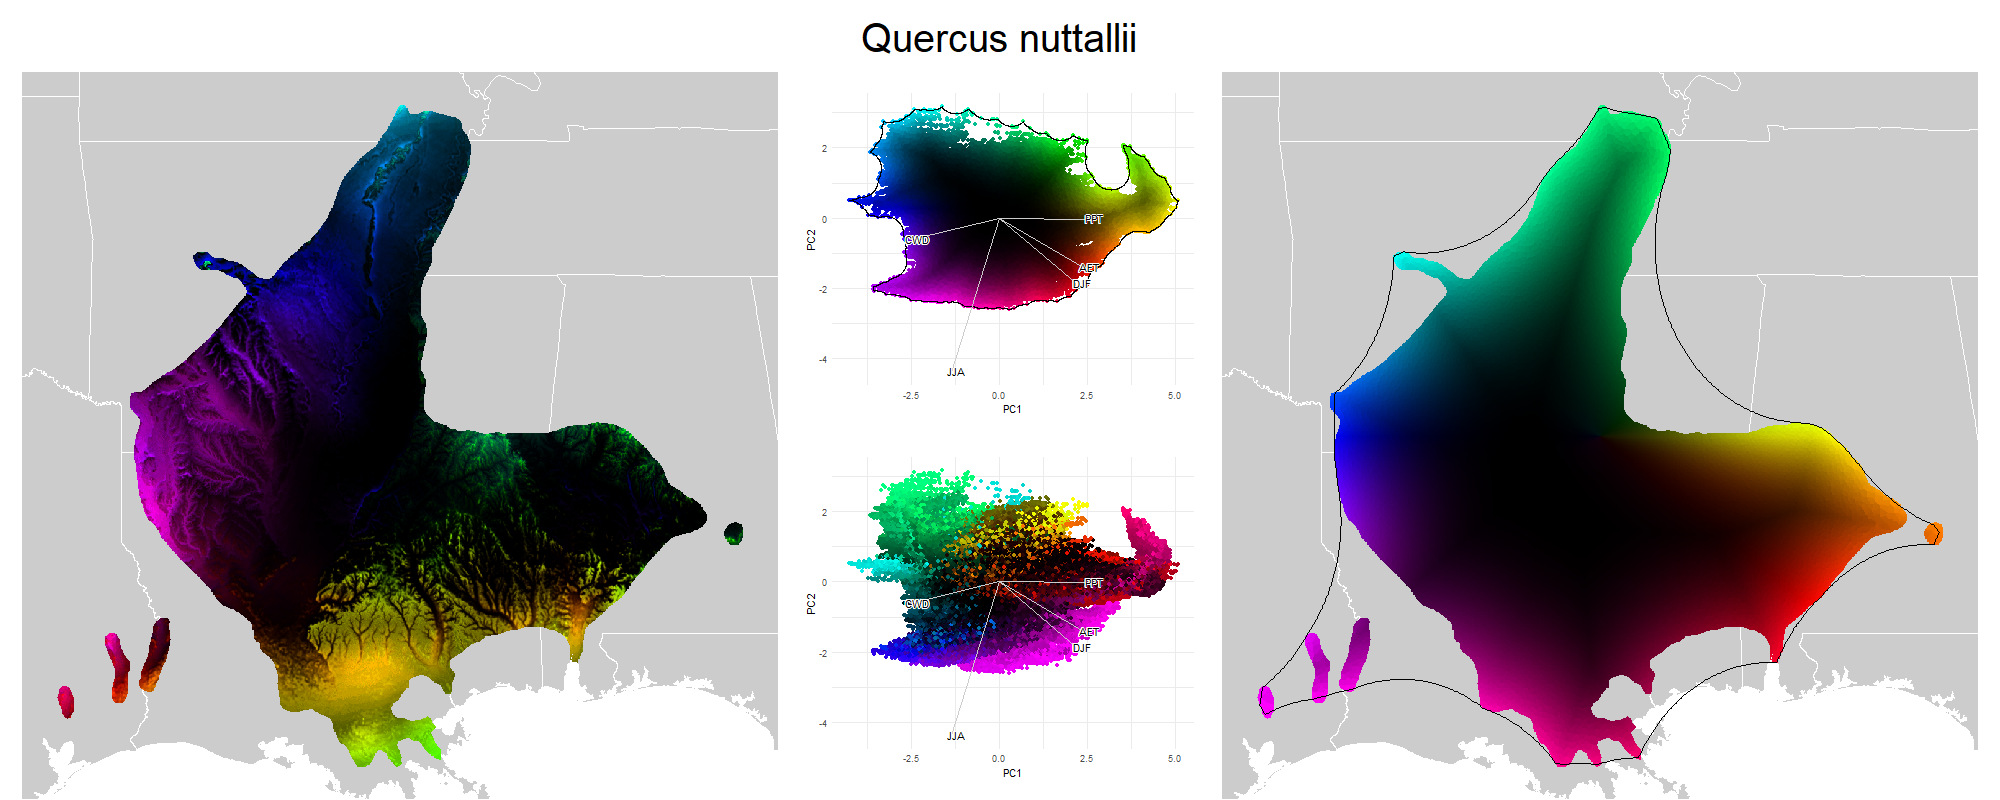 Quercus nuttallii
2
0
-2
-4
PC2
CWD
PPT
AET
DJF
JJA
-2.5
0.0
2.5
5.0
PC1
2
0
-2
-4
PC2
CWD
PPT
AET
DJF
JJA
-2.5
0.0
2.5
5.0
PC1